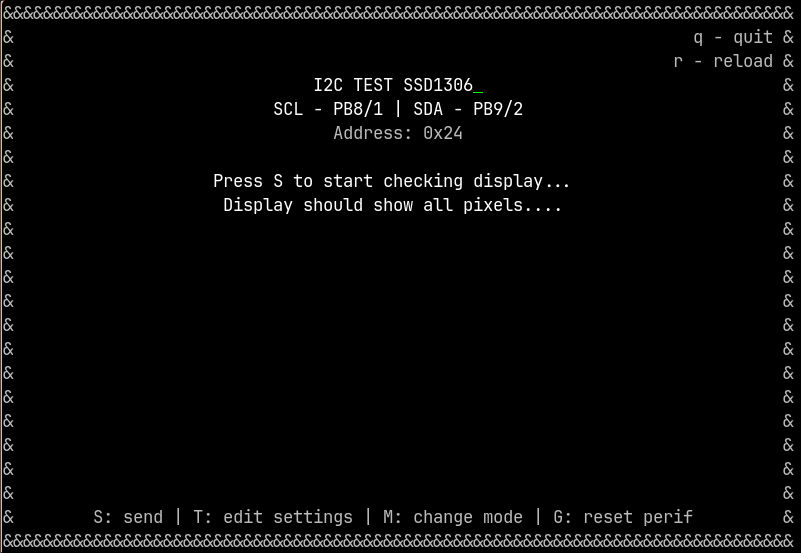 &&&&&&&&&&&&&&&&&&&&&&&&&&&&&&&&&&&&&&&&&&&&&&&&&&&&&&&&&&&&&&&&&&&&&&&&&&&&&&&
& q - quit &
& r - reload &
& I2C TEST SSD1306_ &
& SCL - PB8/1 | SDA - PB9/2 &
& Address: 0x24 &
& &
& Press S to start checking display... &
& Display should show all pixels.... &
& &
& &
& &
& &
& &
& &
& &
& &
& &
& &
& &
& &
& S: send | T: edit settings | M: change mode | G: reset perif &
&&&&&&&&&&&&&&&&&&&&&&&&&&&&&&&&&&&&&&&&&&&&&&&&&&&&&&&&&&&&&&&&&&&&&&&&&&&&&&&